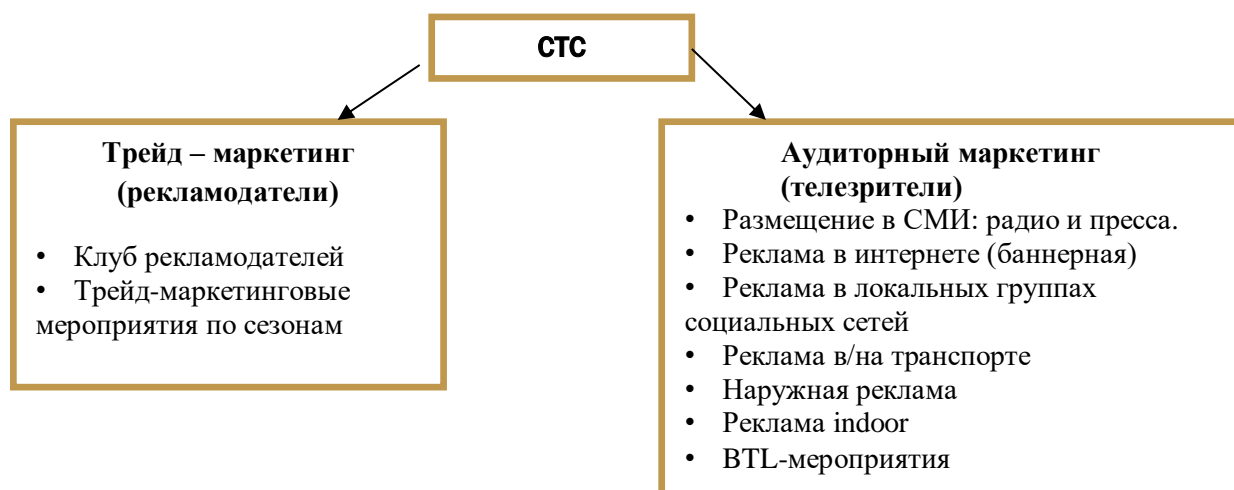 СТС
Трейд – маркетинг
(рекламодатели)
• Клуб рекламодателей
• Трейд-маркетинговые
мероприятия по сезонам
Аудиторный маркетинг
(телезрители)
• Размещение в СМИ: радио и пресса.
• Реклама в интернете (баннерная)
• Реклама в локальных группах
социальных сетей
• Реклама в/на транспорте
• Наружная реклама
• Реклама indoor
• BTL-мероприятия